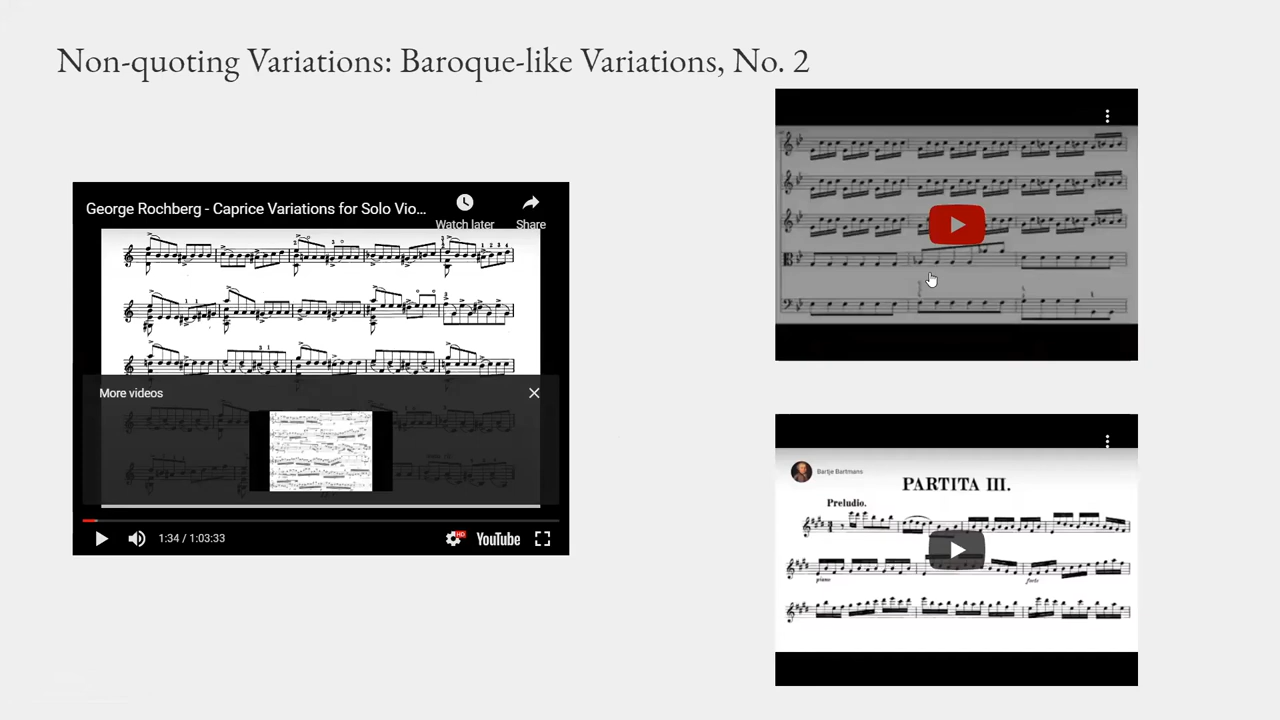 Non-quoting Variations: Baroque-like Variations, No. 2
George Rochberg - Caprice Variations for Solo Vio...
Watch later
Share
More videos
1:34 / 1:03:33
HD
YouTube
Bartje Bartmans
PARTITA III.
Preludio.
piano
forte